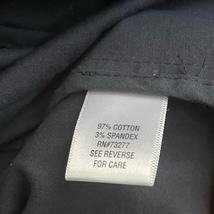 97% COTTON
3% SPANDEX
RN#73277
SEE REVERSE
FOR CARE